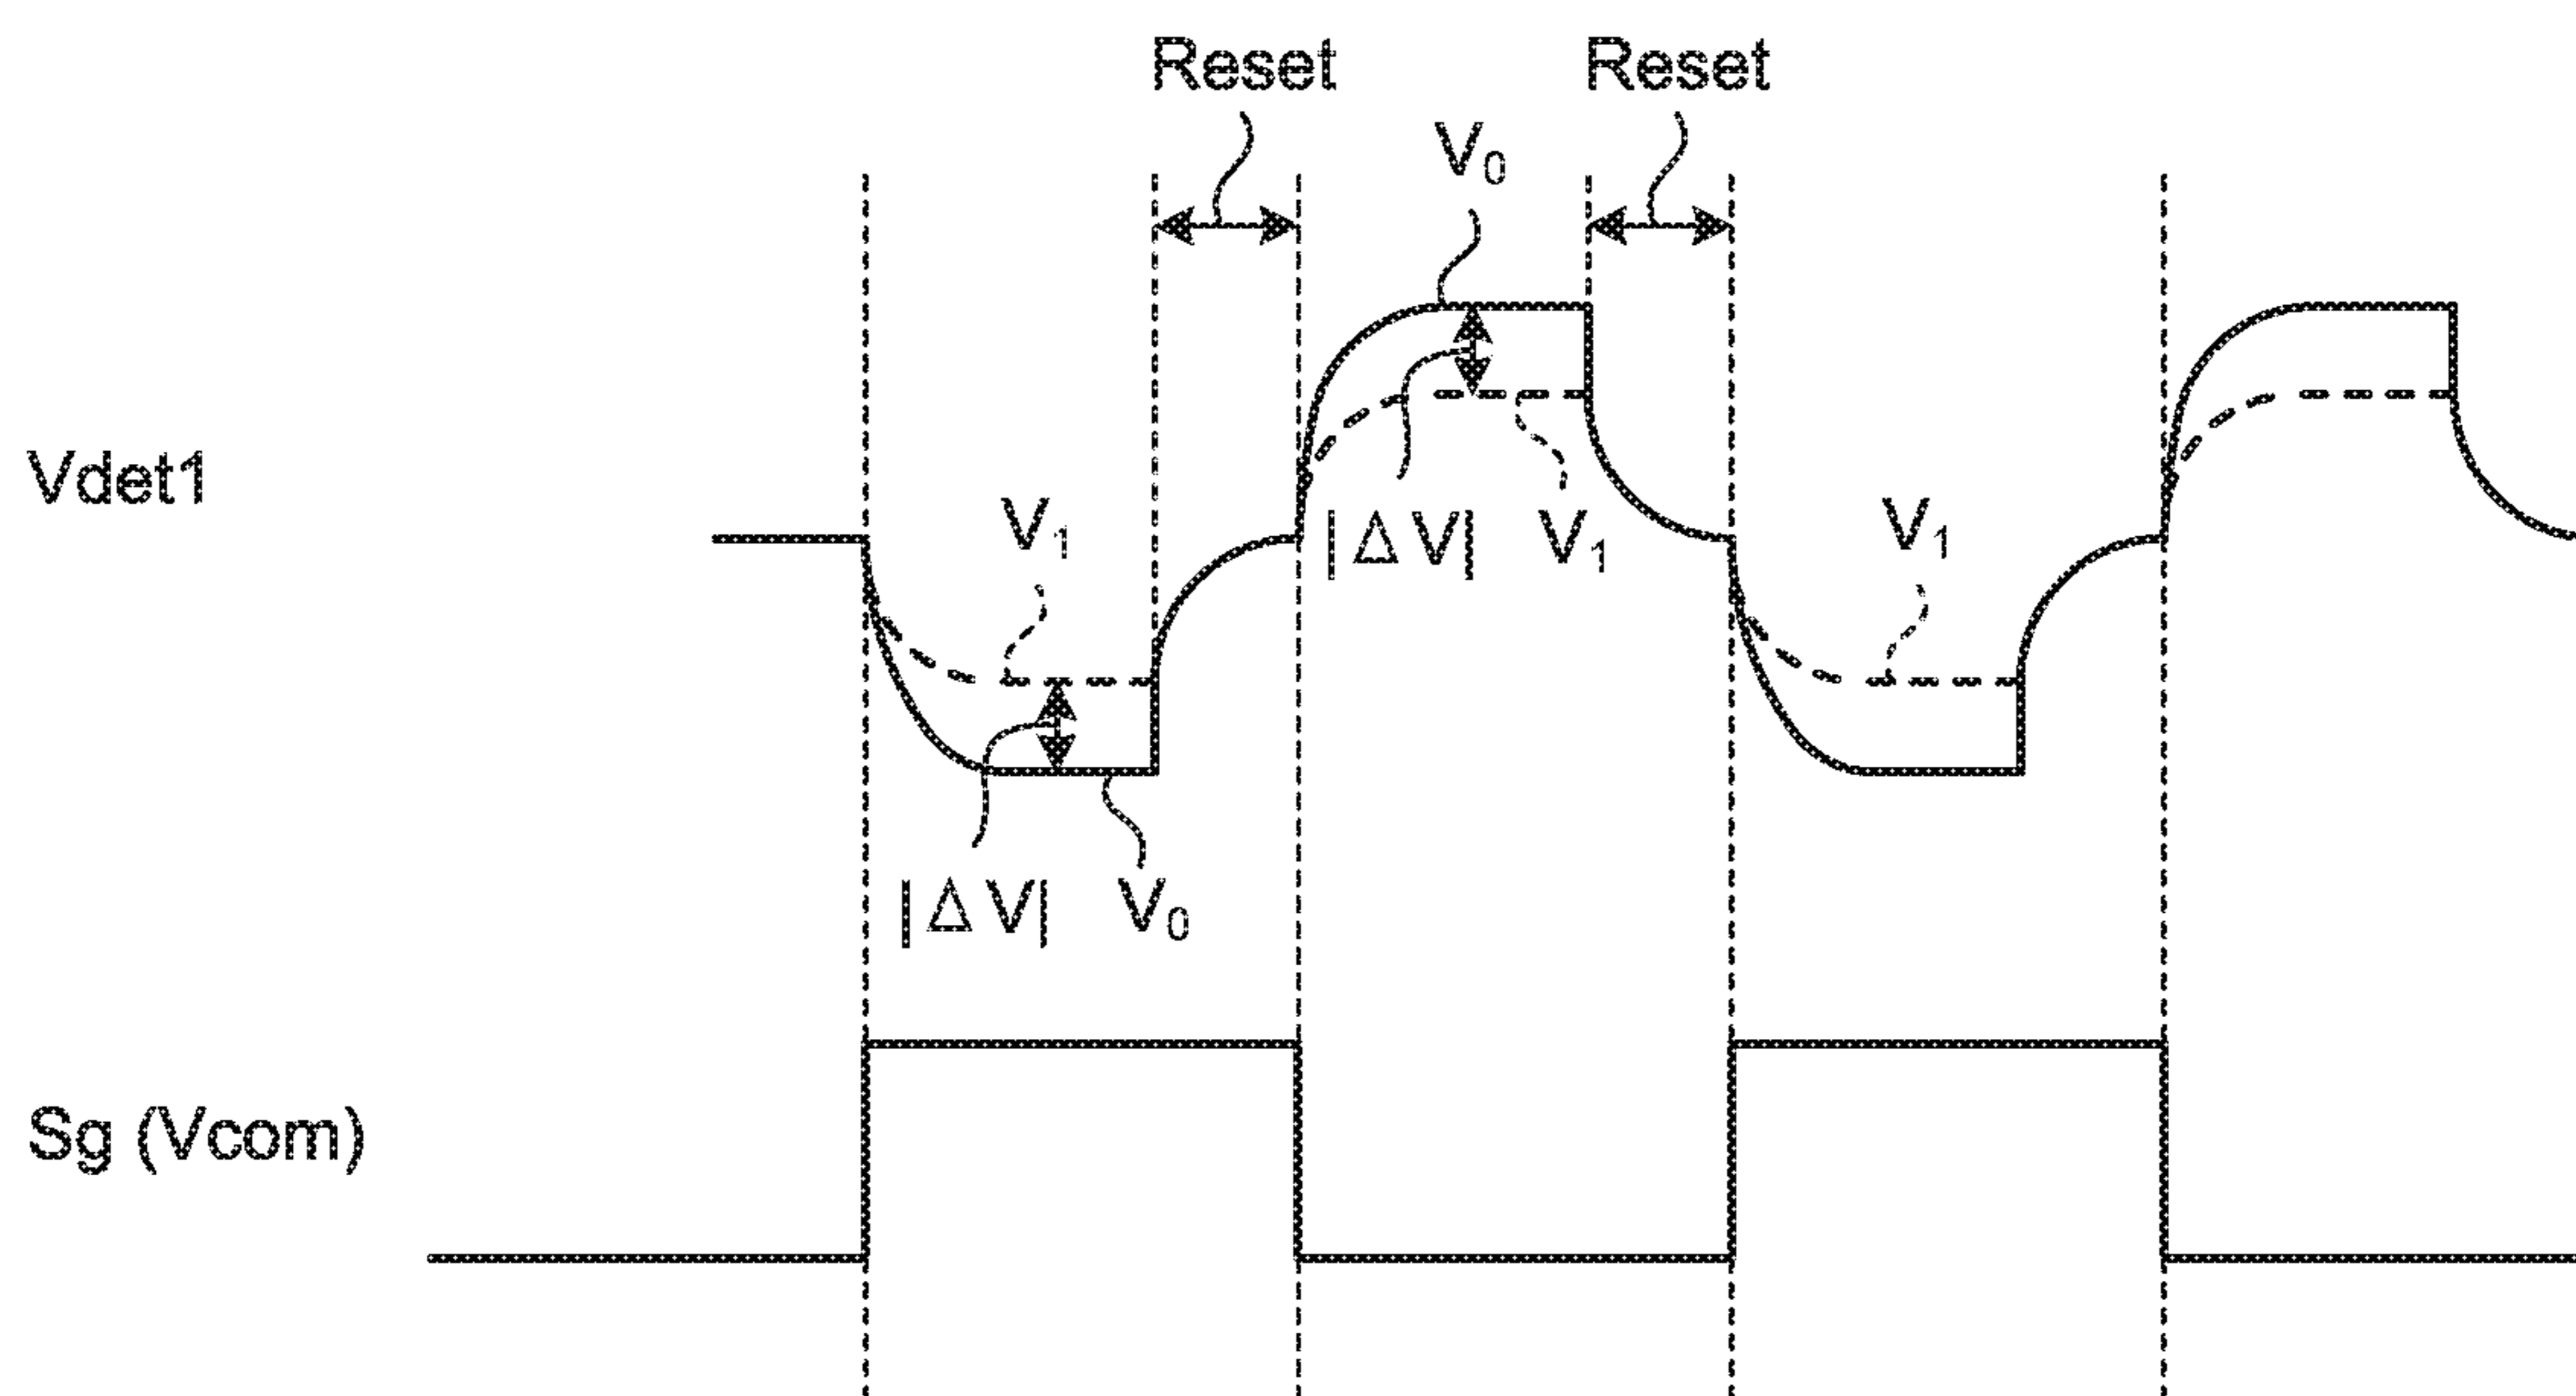 Reset Reset
V₀
Vdet1
V₁ |ΔV| V₁ V₁
|ΔV| V₀
Sg (Vcom)